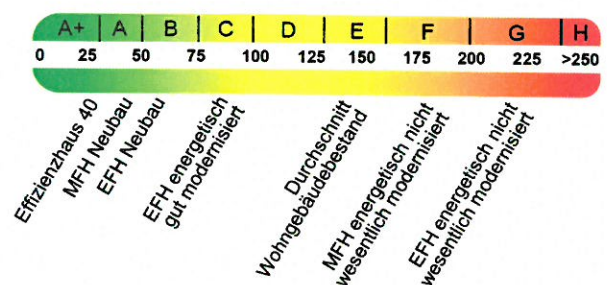 A+ A B C D E F G H
0 25 50 75 100 125 150 175 200 225 >250
Effizienzhaus 40
MFH Neubau
EFH Neubau
EFH energetisch
gut modernisiert
Durchschnitt
Wohngebäudebestand
MFH energetisch nicht
wesentlich modernisiert
EFH energetisch nicht
wesentlich modernisiert